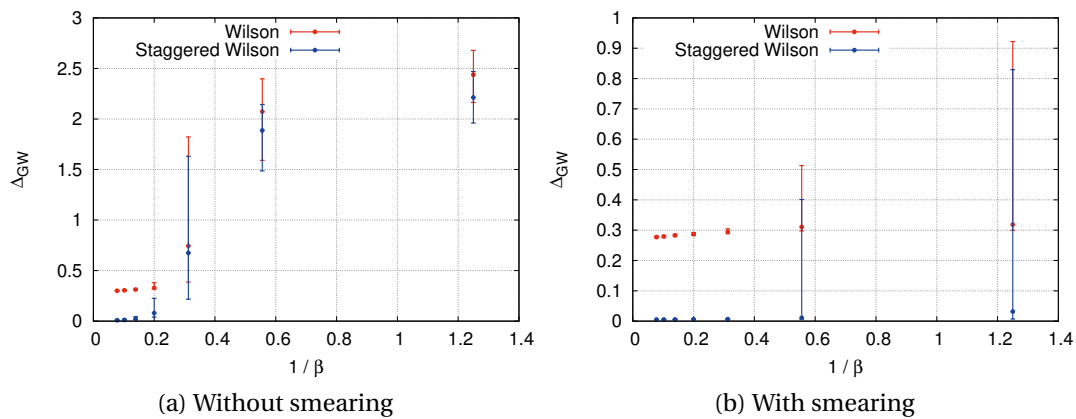 Wilson
Staggered Wilson
3
2.5
2
1.5
1
0.5
0
Δ_GW
0 0.2 0.4 0.6 0.8 1 1.2 1.4
1 / β
(a) Without smearing
Wilson
Staggered Wilson
1
0.9
0.8
0.7
0.6
0.5
0.4
0.3
0.2
0.1
0
Δ_GW
0 0.2 0.4 0.6 0.8 1 1.2 1.4
1 / β
(b) With smearing